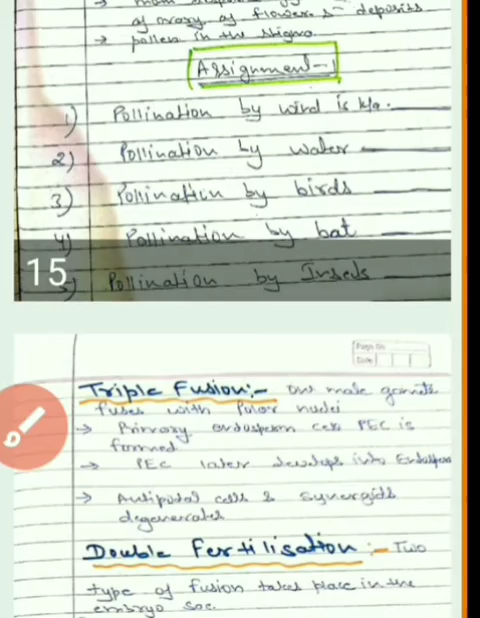 of ovary of flower & deposits
→ pollen in the stigma.
Assignment-1
1) Pollination by wind is k/a.
2) Pollination by water
3) Pollination by birds
4) Pollination by bat
15
5) Pollination by Insects
Page No
Date
Triple Fusion:- One male gamete
fuses with Polar nuclei
→ Primary endosperm cell PEC is
formed
→ PEC later develops into Endosperm
→ Antipodal cells & synergids
degenerates
Double Fertilisation:- Two
type of fusion takes place in the
embryo sac.